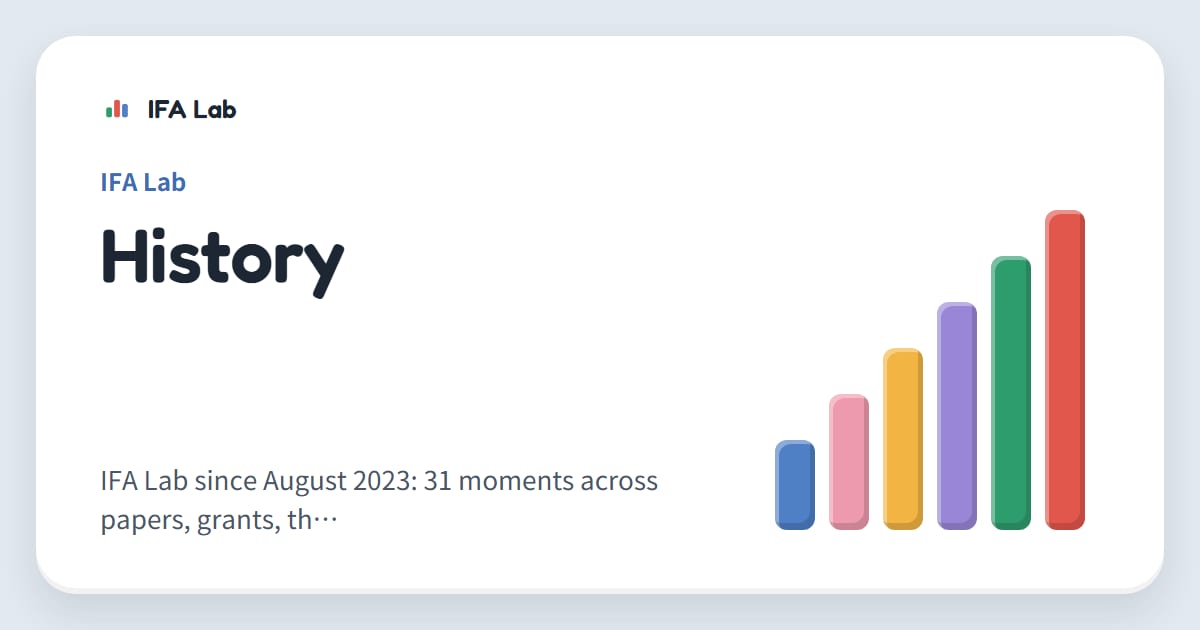 IFA Lab
IFA Lab
History
IFA Lab since August 2023: 31 moments across
papers, grants, th···